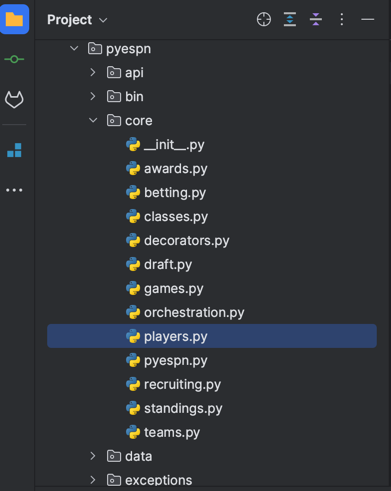 Project
pyespn
api
bin
core
__init__.py
awards.py
betting.py
classes.py
decorators.py
draft.py
games.py
orchestration.py
players.py
pyespn.py
recruiting.py
standings.py
teams.py
data
exceptions